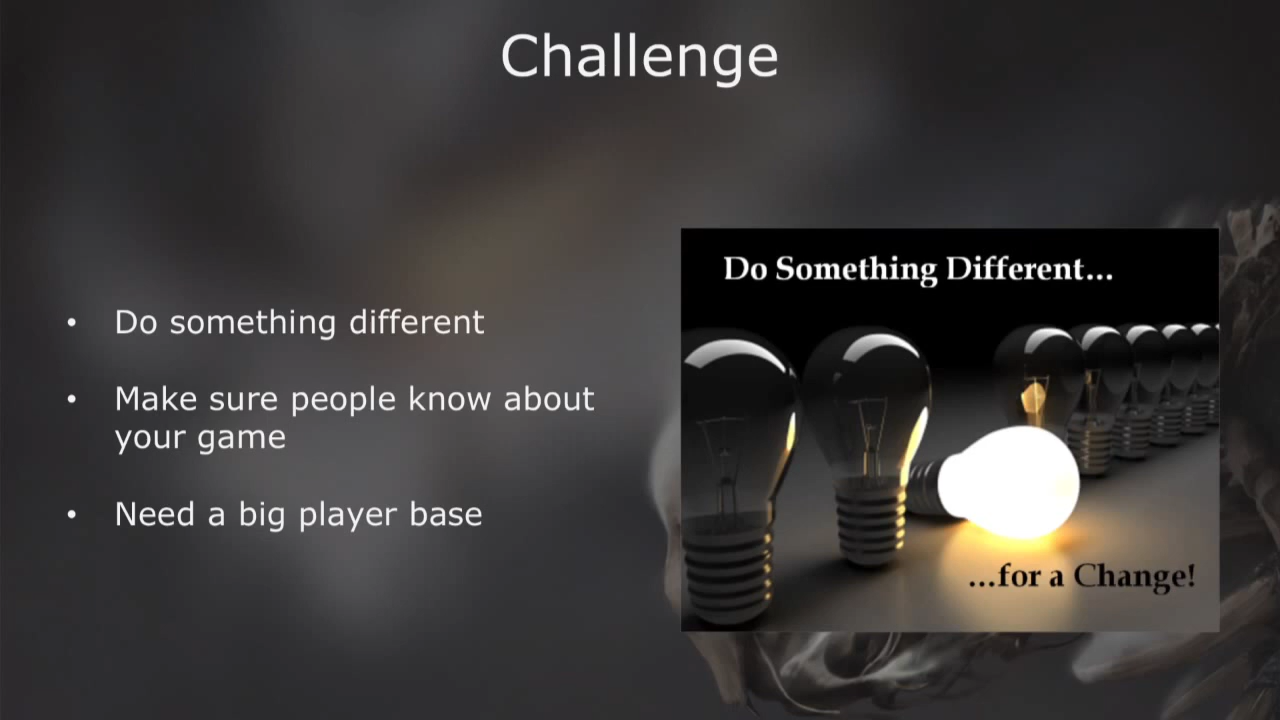 Challenge
• Do something different
• Make sure people know about
your game
• Need a big player base
Do Something Different...
...for a Change!